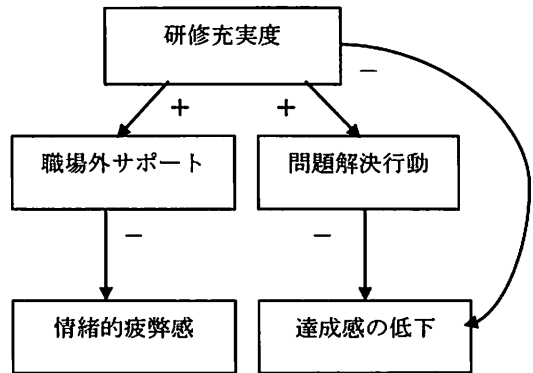 研修充実度
－
＋ ＋
職場外サポート 問題解決行動
－ －
情緒的疲弊感 達成感の低下